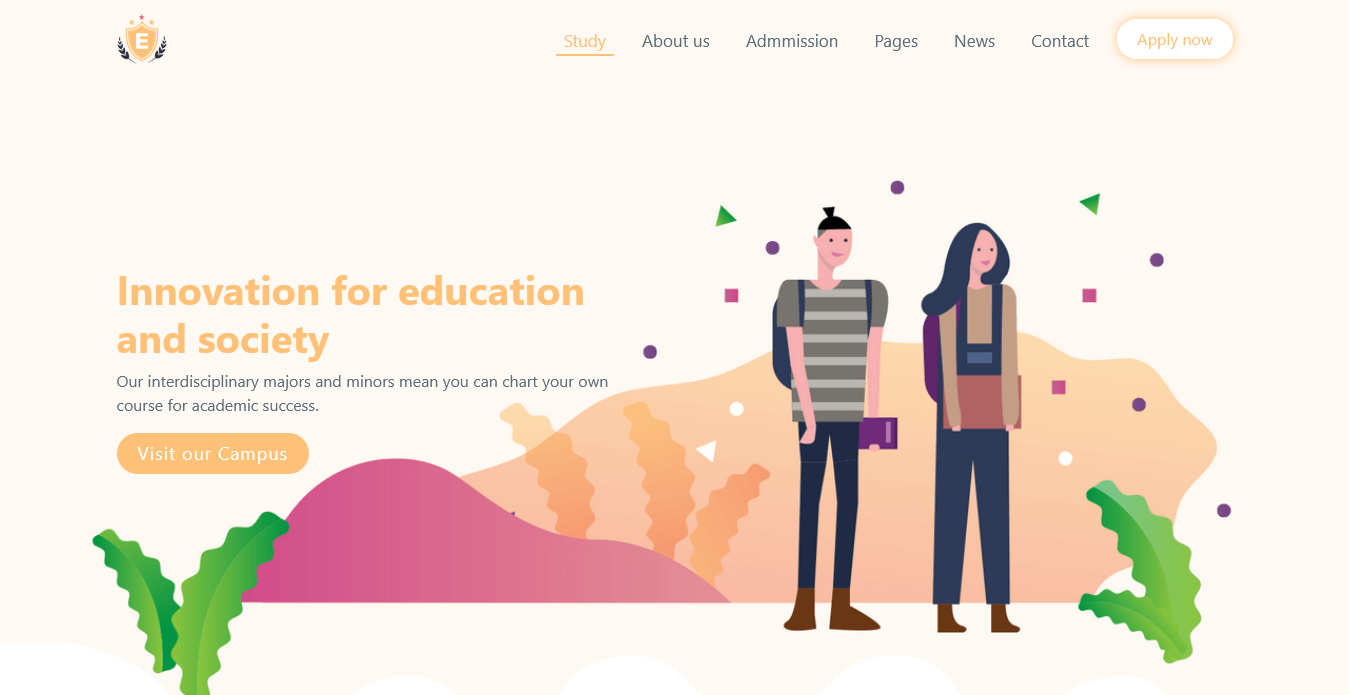 E
Study About us Admmission Pages News Contact Apply now
Innovation for education
and society
Our interdisciplinary majors and minors mean you can chart your own
course for academic success.
Visit our Campus